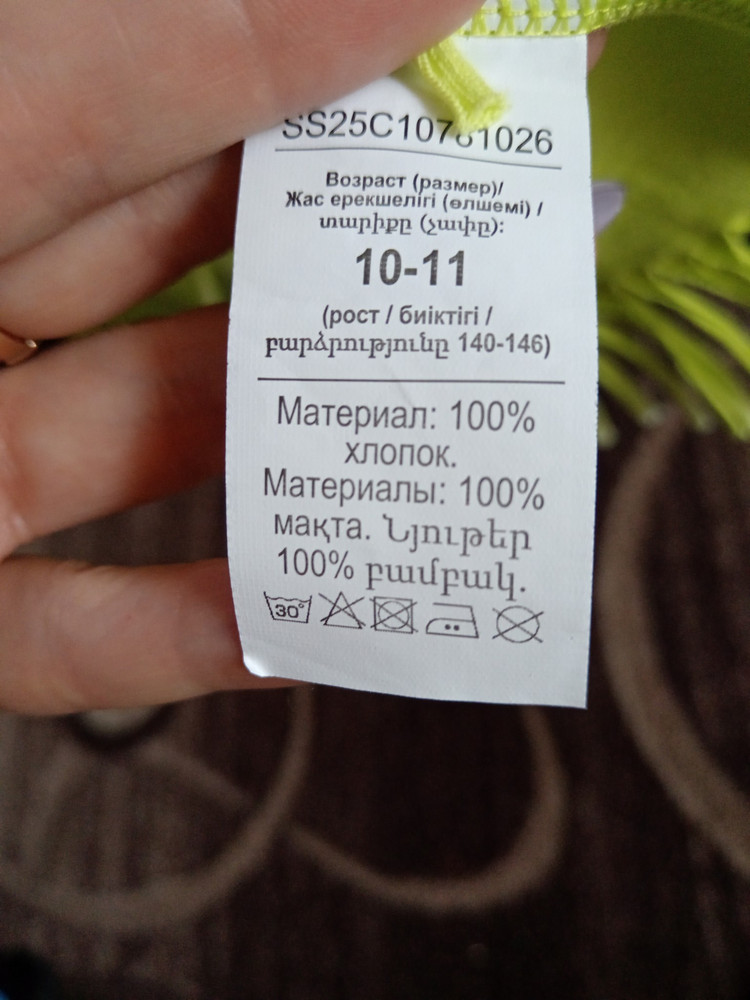 Возраст (размер)/
Жас ерекшелігі (өлшемі) /
տարիքը (չափը):
10-11
(рост / биіктігі /
բարձրությունը 140-146)
Материал: 100%
хлопок.
Материалы: 100%
мақта. Նյութեր
100% բամբակ.
30°